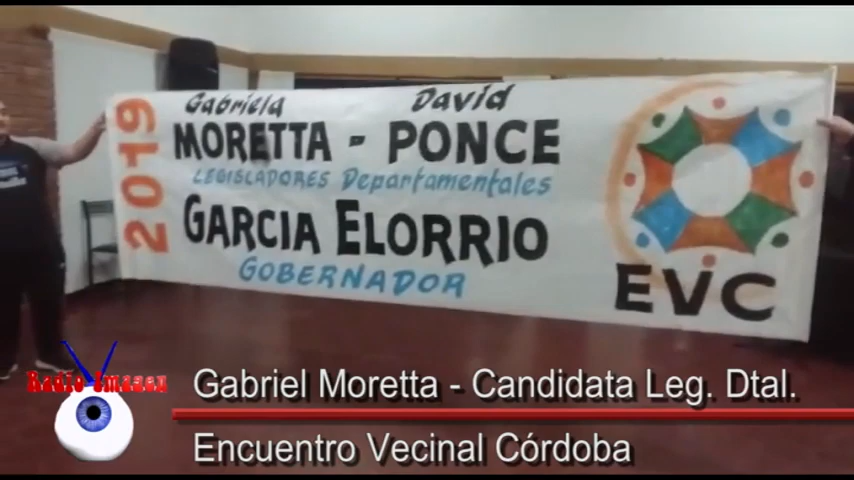 2019
Gabriela David
MORETTA - PONCE
LEGISLADORES Departamentales
GARCIA ELORRIO
GOBERNADOR
EVC
Radio Imagen
Gabriel Moretta - Candidata Leg. Dtal.
Encuentro Vecinal Córdoba